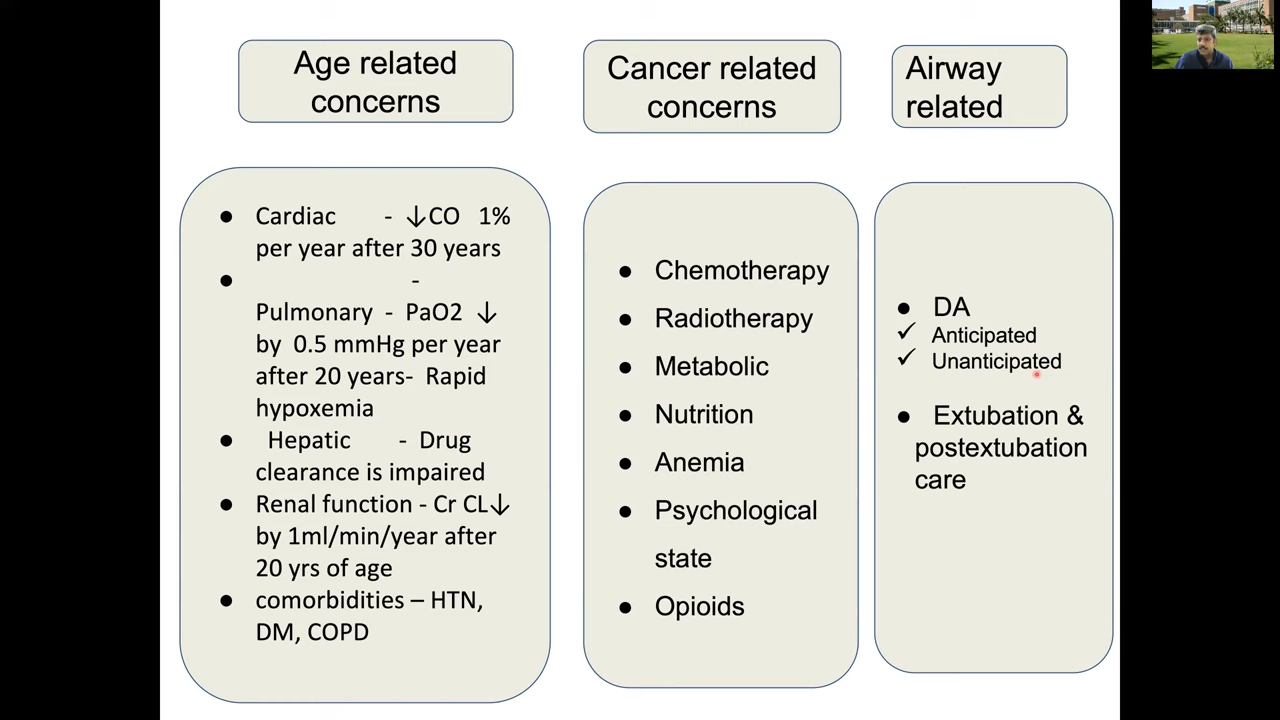 Age related
concerns
Cardiac - ↓CO 1%
per year after 30 years
-
Pulmonary - PaO2 ↓
by 0.5 mmHg per year
after 20 years- Rapid
hypoxemia
Hepatic - Drug
clearance is impaired
Renal function - Cr CL↓
by 1ml/min/year after
20 yrs of age
comorbidities – HTN,
DM, COPD
Cancer related
concerns
Chemotherapy
Radiotherapy
Metabolic
Nutrition
Anemia
Psychological
state
Opioids
Airway
related
DA
Anticipated
Unanticipated
Extubation &
postextubation
care